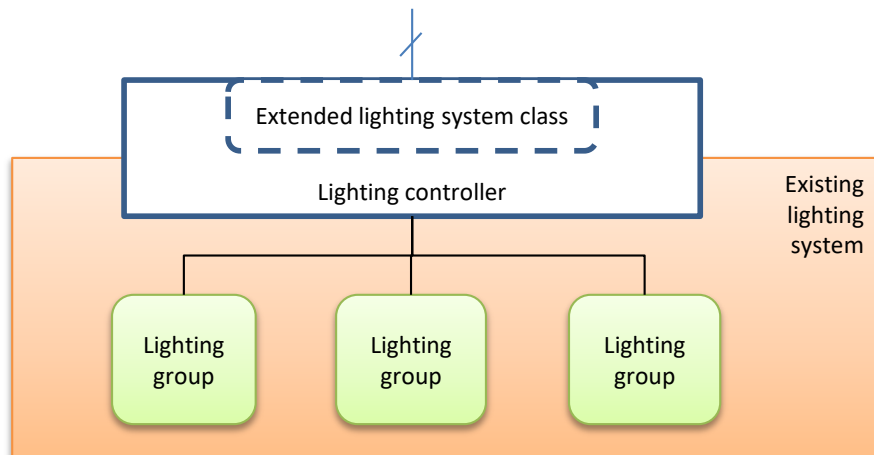 Extended lighting system class
Lighting controller
Existing
lighting
system
Lighting
group
Lighting
group
Lighting
group